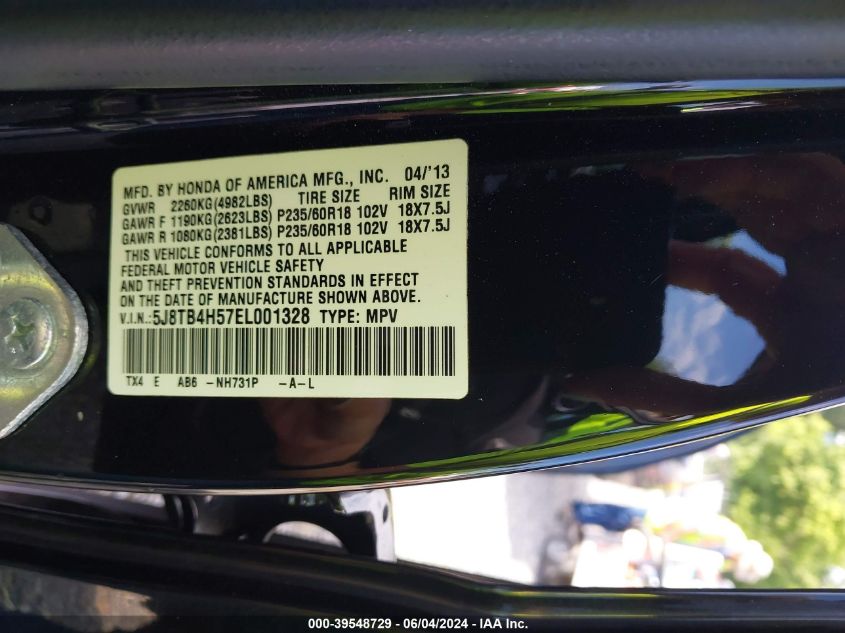 MFD. BY HONDA OF AMERICA MFG., INC. 04/'13
GVWR 2260KG(4982LBS) TIRE SIZE RIM SIZE
GAWR F 1190KG(2623LBS) P235/60R18 102V 18X7.5J
GAWR R 1080KG(2381LBS) P235/60R18 102V 18X7.5J
THIS VEHICLE CONFORMS TO ALL APPLICABLE
FEDERAL MOTOR VEHICLE SAFETY
AND THEFT PREVENTION STANDARDS IN EFFECT
ON THE DATE OF MANUFACTURE SHOWN ABOVE.
V.I.N.:5J8TB4H57EL001328 TYPE: MPV
TX4 E AB6 -NH731P -A-L
000-39548729 - 06/04/2024 - IAA Inc.